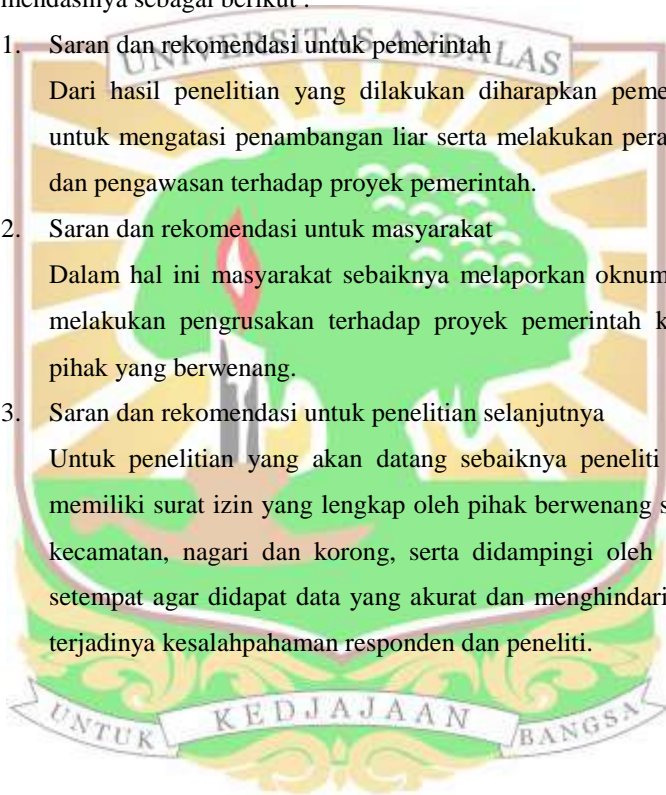 mendasinya sebagai berikut :
1. Saran dan rekomendasi untuk pemerintah
UNIVERSITAS ANDALAS
Dari hasil penelitian yang dilakukan diharapkan peme
untuk mengatasi penambangan liar serta melakukan pera
dan pengawasan terhadap proyek pemerintah.
2. Saran dan rekomendasi untuk masyarakat
Dalam hal ini masyarakat sebaiknya melaporkan oknum
melakukan pengrusakan terhadap proyek pemerintah k
pihak yang berwenang.
3. Saran dan rekomendasi untuk penelitian selanjutnya
Untuk penelitian yang akan datang sebaiknya peneliti
memiliki surat izin yang lengkap oleh pihak berwenang s
kecamatan, nagari dan korong, serta didampingi oleh
setempat agar didapat data yang akurat dan menghindari
terjadinya kesalahpahaman responden dan peneliti.
UNTUK KEDJAJAAN BANGSA